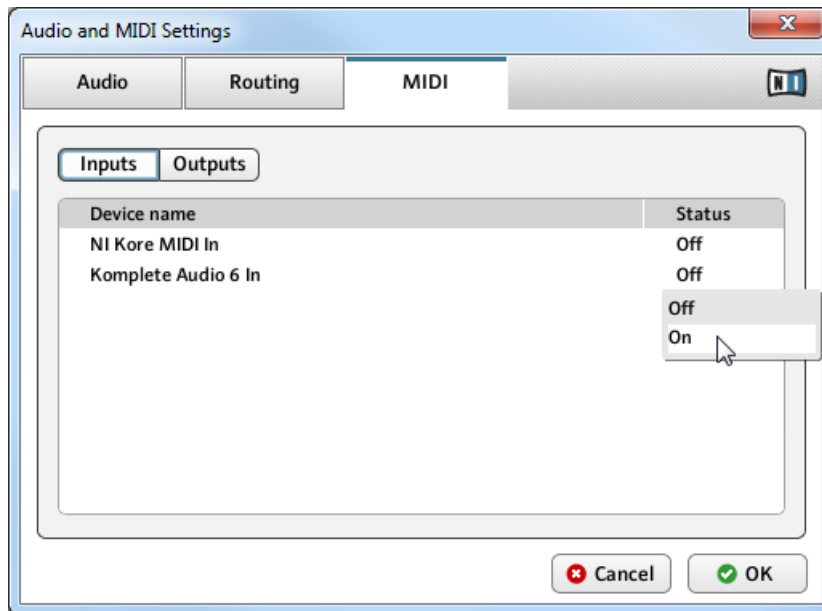 Audio and MIDI Settings
Audio Routing MIDI NI
Inputs Outputs
Device name Status
NI Kore MIDI In Off
Komplete Audio 6 In Off
Off
On
Cancel OK